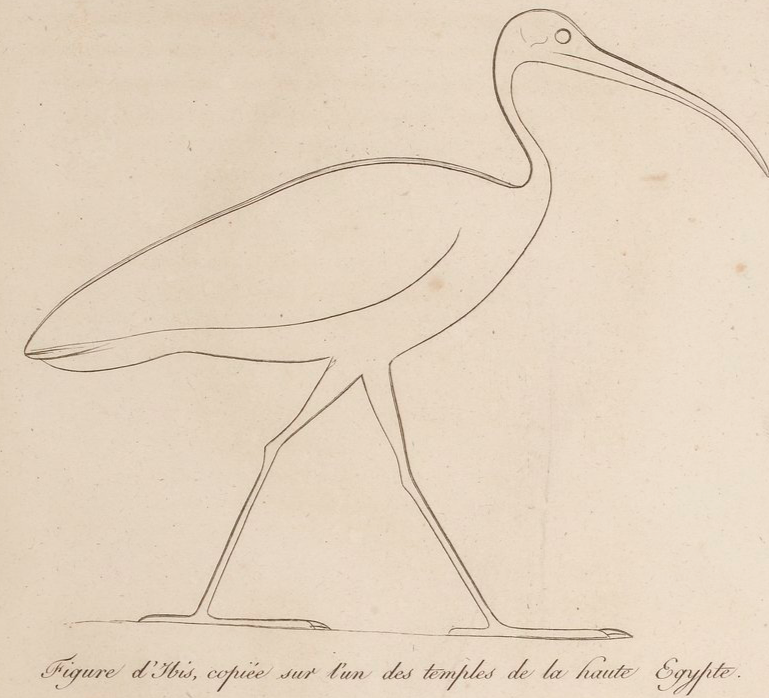 Figure d'Ibis, copiée sur l'un des temples de la haute Egypte.